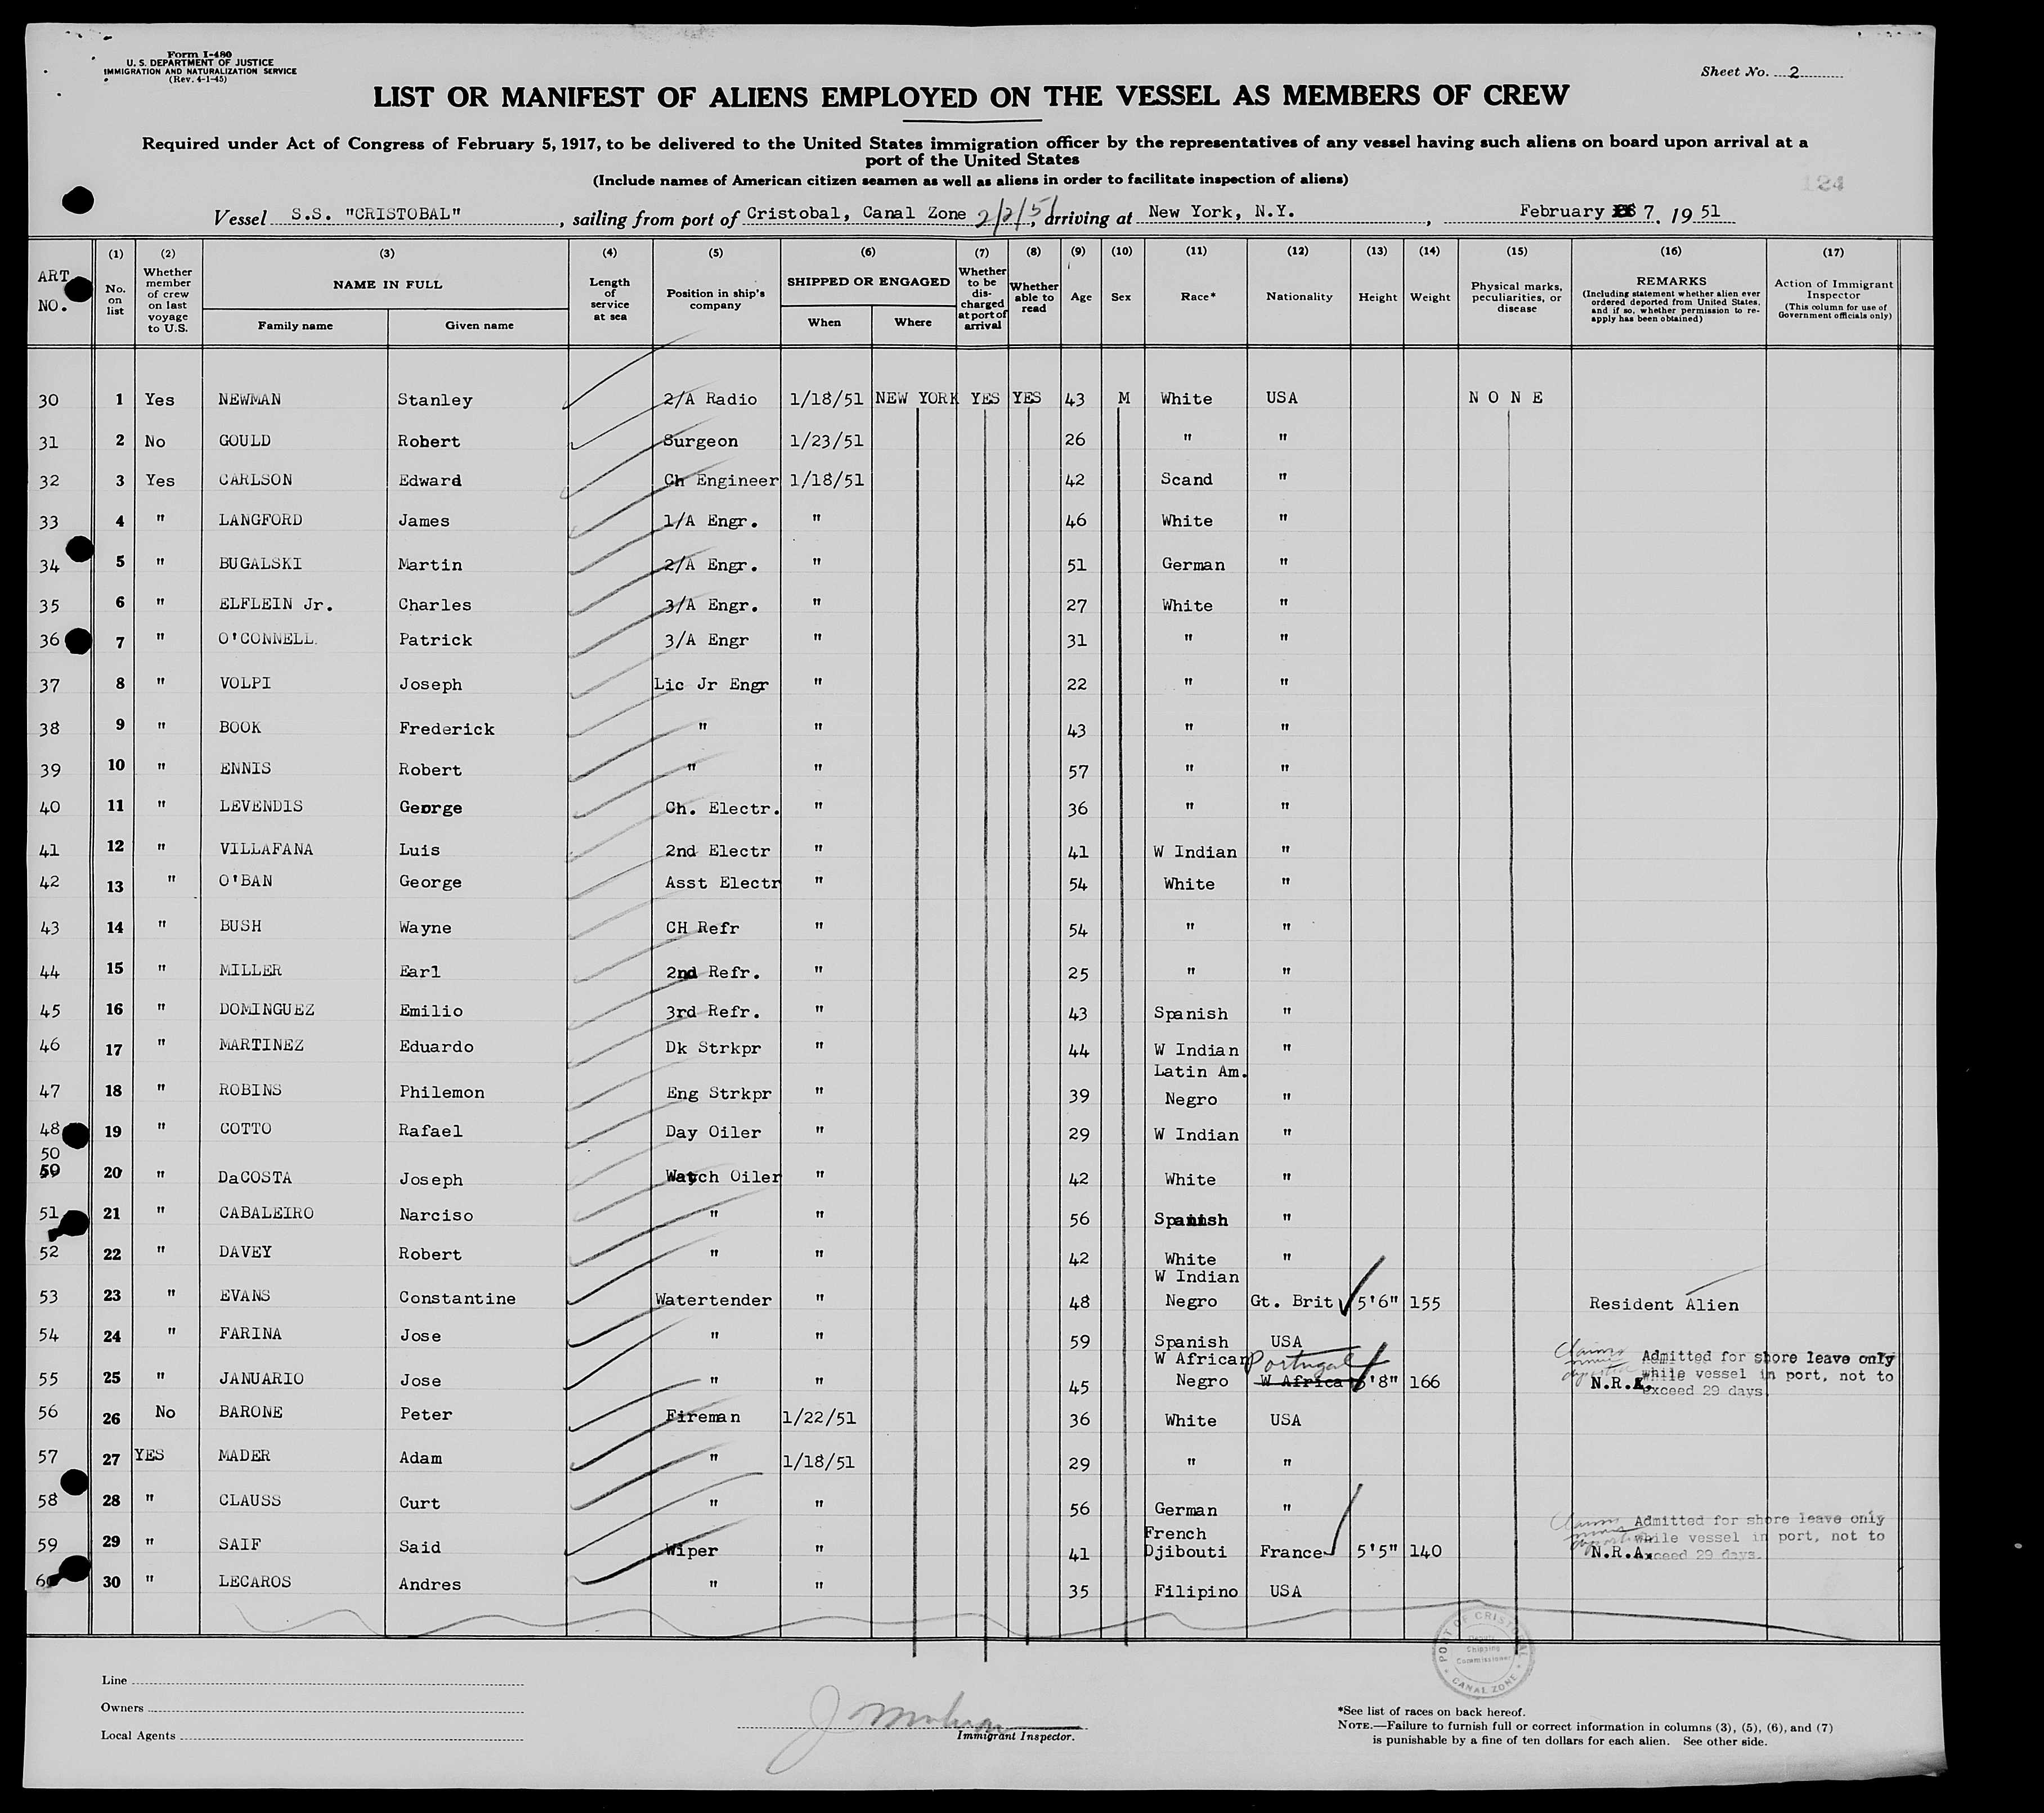 Form I-480
U. S. DEPARTMENT OF JUSTICE
IMMIGRATION AND NATURALIZATION SERVICE
(Rev. 4-1-45)
Sheet No. 2
LIST OR MANIFEST OF ALIENS EMPLOYED ON THE VESSEL AS MEMBERS OF CREW
Required under Act of Congress of February 5, 1917, to be delivered to the United States immigration officer by the representatives of any vessel having such aliens on board upon arrival at a
port of the United States
(Include names of American citizen seamen as well as aliens in order to facilitate inspection of aliens)
124
Vessel S.S. "CRISTOBAL", sailing from port of Cristobal, Canal Zone 2/2/51, arriving at New York, N.Y., February 7, 1951
ART NO.
(1) No. on list
(2) Whether member of crew on last voyage to U.S.
(3) NAME IN FULL
Family name Given name
(4) Length of service at sea
(5) Position in ship's company
(6) SHIPPED OR ENGAGED
When Where
(7) Whether to be discharged at port of arrival
(8) Whether able to read
(9) Age
(10) Sex
(11) Race*
(12) Nationality
(13) Height
(14) Weight
(15) Physical marks, peculiarities, or disease
(16) REMARKS
(Including statement whether alien ever ordered deported from United States, and if so, whether permission to re-apply has been obtained)
(17) Action of Immigrant Inspector
(This column for use of Government officials only)
30 1 Yes NEWMAN Stanley 2/A Radio 1/18/51 NEW YORK YES YES 43 M White USA N O N E
31 2 No GOULD Robert Surgeon 1/23/51 26 " "
32 3 Yes CARLSON Edward Ch Engineer 1/18/51 42 Scand "
33 4 " LANGFORD James 1/A Engr. " 46 White "
34 5 " BUGALSKI Martin 2/A Engr. " 51 German "
35 6 " ELFLEIN Jr. Charles 3/A Engr. " 27 White "
36 7 " O'CONNELL Patrick 3/A Engr " 31 " "
37 8 " VOLPI Joseph Lic Jr Engr " 22 " "
38 9 " BOOK Frederick " " 43 " "
39 10 " ENNIS Robert " " 57 " "
40 11 " LEVENDIS George Ch. Electr. " 36 " "
41 12 " VILLAFANA Luis 2nd Electr " 41 W Indian "
42 13 " O'BAN George Asst Electr " 54 White "
43 14 " BUSH Wayne CH Refr " 54 " "
44 15 " MILLER Earl 2nd Refr. " 25 " "
45 16 " DOMINGUEZ Emilio 3rd Refr. " 43 Spanish "
46 17 " MARTINEZ Eduardo Dk Strkpr " 44 W Indian "
47 18 " ROBINS Philemon Eng Strkpr " 39 Latin Am. Negro "
48 19 " COTTO Rafael Day Oiler " 29 W Indian "
50
50 20 " DaCOSTA Joseph Watch Oiler " 42 White "
51 21 " CABALEIRO Narciso " " 56 Spanish "
52 22 " DAVEY Robert " " 42 White "
53 23 " EVANS Constantine Watertender " 48 W Indian Negro Gt. Brit 5'6" 155 Resident Alien
54 24 " FARINA Jose " " 59 Spanish USA
55 25 " JANUARIO Jose " " 45 W African Negro Portugal W Africa 5'8" 166 N.R.A. Admitted for shore leave only while vessel in port, not to exceed 29 days.
56 26 No BARONE Peter Fireman 1/22/51 36 White USA
57 27 YES MADER Adam " 1/18/51 29 " "
58 28 " CLAUSS Curt " " 56 German "
59 29 " SAIF Said Wiper " 41 French Djibouti France 5'5" 140 N.R.A. Admitted for shore leave only while vessel in port, not to exceed 29 days.
60 30 " LECAROS Andres " " 35 Filipino USA
PORT OF CRISTOBAL
Deputy
Shipping
Commissioner
CANAL ZONE
Line
Owners
Local Agents
Immigrant Inspector.
*See list of races on back hereof.
NOTE.—Failure to furnish full or correct information in columns (3), (5), (6), and (7)
is punishable by a fine of ten dollars for each alien. See other side.